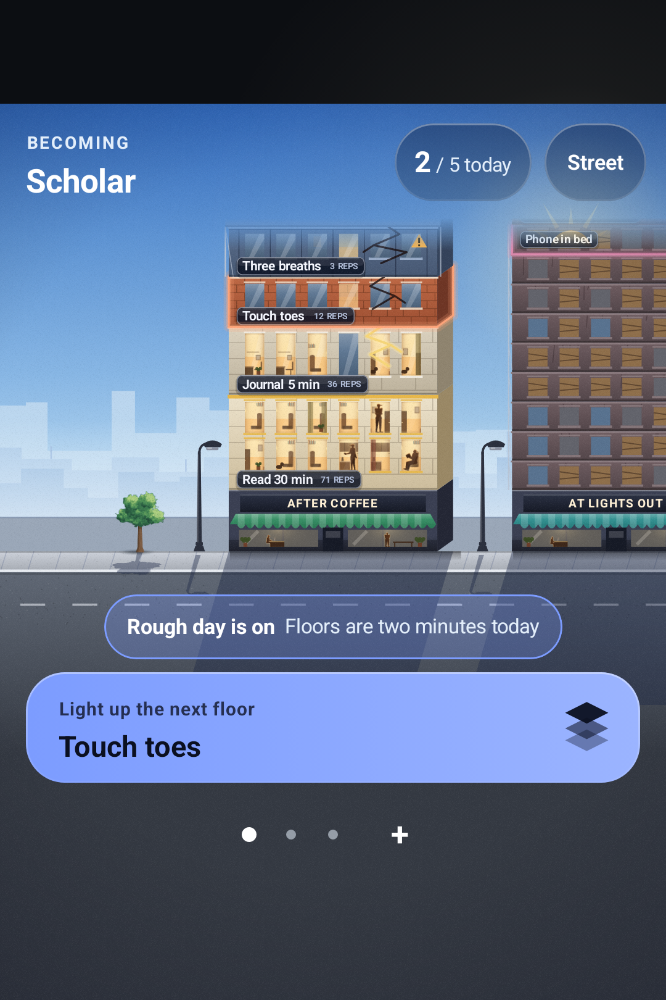 BECOMING
Scholar
2 / 5 today
Street
Phone in bed
Three breaths 3 REPS
Touch toes 12 REPS
Journal 5 min 36 REPS
Read 30 min 71 REPS
AFTER COFFEE
AT LIGHTS OUT
Rough day is on Floors are two minutes today
Light up the next floor
Touch toes